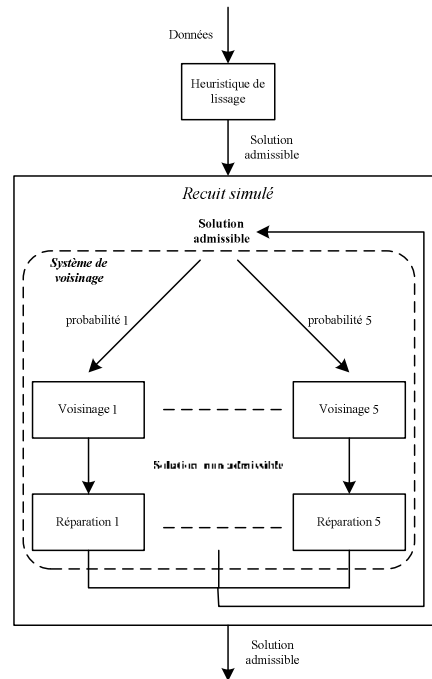 Données
Heuristique de
lissage
Solution
admissible
Recuit simulé
Solution
admissible
Système de
voisinage
probabilité 1
probabilité 5
Voisinage 1
Voisinage 5
Solution non admissible
Réparation 1
Réparation 5
Solution
admissible